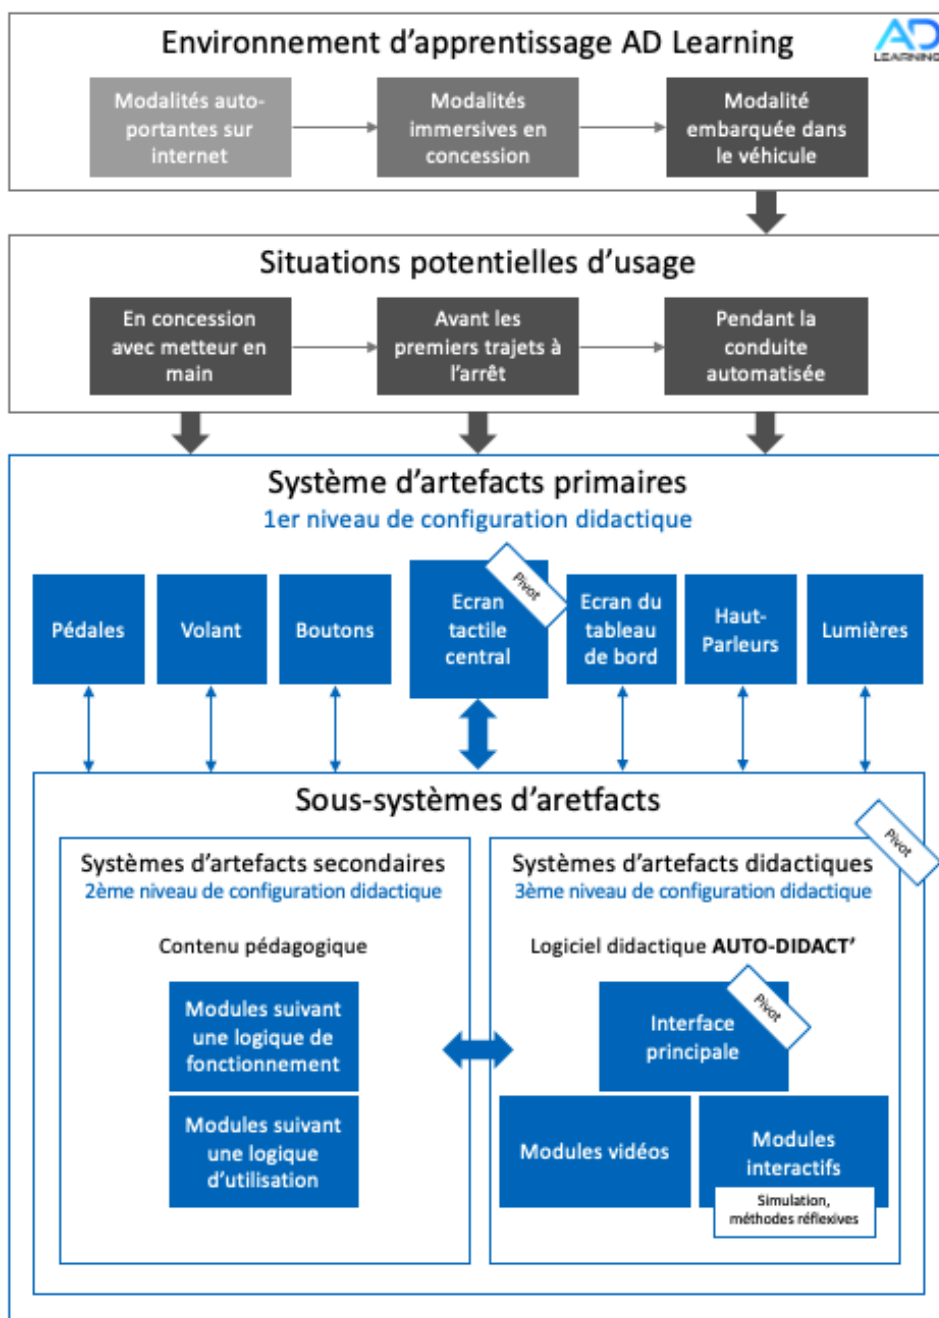 Environnement d'apprentissage AD Learning
AD
LEARNING
Modalités auto-
portantes sur
internet
Modalités
immersives en
concession
Modalité
embarquée dans
le véhicule
Situations potentielles d'usage
En concession
avec metteur en
main
Avant les
premiers trajets à
l'arrêt
Pendant la
conduite
automatisée
Système d'artefacts primaires
1er niveau de configuration didactique
Pédales
Volant
Boutons
Ecran
tactile
central
Pivot
Ecran du
tableau
de bord
Haut-
Parleurs
Lumières
Sous-systèmes d'aretfacts
Pivot
Systèmes d'artefacts secondaires
2ème niveau de configuration didactique
Contenu pédagogique
Modules suivant
une logique de
fonctionnement
Modules suivant
une logique
d'utilisation
Systèmes d'artefacts didactiques
3ème niveau de configuration didactique
Logiciel didactique AUTO-DIDACT'
Pivot
Interface
principale
Modules vidéos
Modules
interactifs
Simulation,
méthodes réflexives